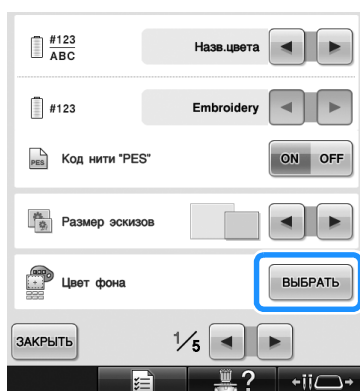 #123
ABC
Назв.цвета
#123
Embroidery
PES
Код нити "PES"
ON OFF
Размер эскизов
Цвет фона
ВЫБРАТЬ
ЗАКРЫТЬ
1/5
?